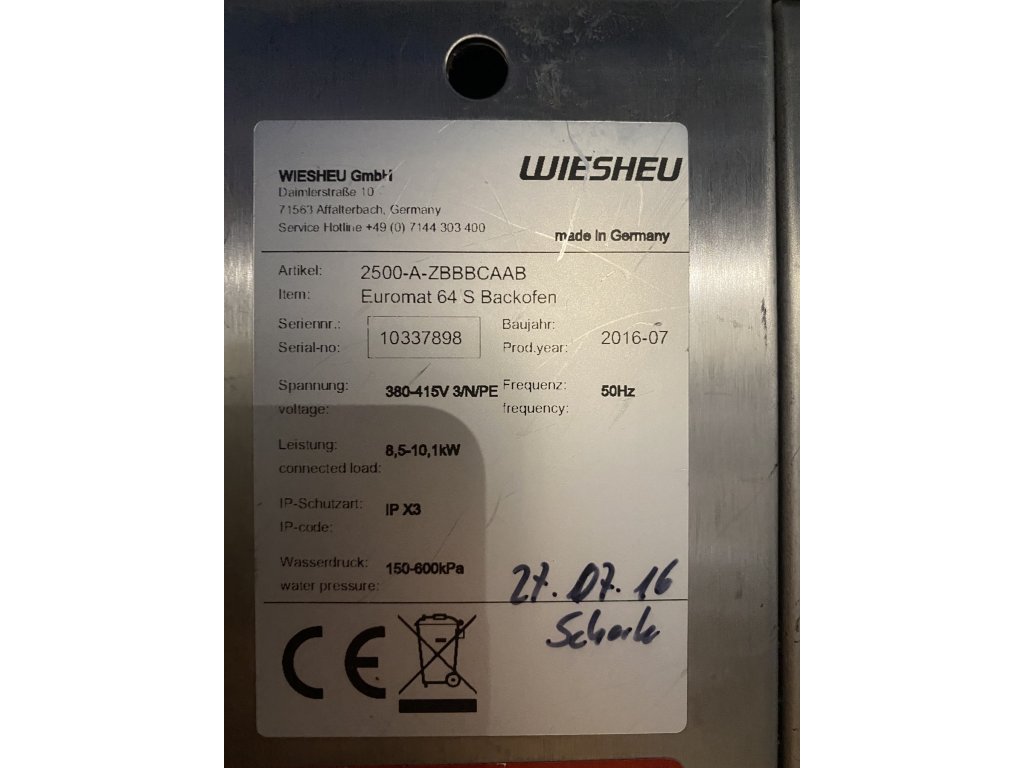 WIESHEU GmbH
Daimlerstraße 10
71563 Affalterbach, Germany
Service Hotline +49 (0) 7144 303 400
WIESHEU
made in Germany
Artikel: 2500-A-ZBBBCAAB
Item: Euromat 64 S Backofen
Seriennr.:
Serial-no: 10337898
Baujahr:
Prod.year: 2016-07
Spannung:
voltage: 380-415V 3/N/PE
Frequenz:
frequency: 50Hz
Leistung:
connected load: 8,5-10,1kW
IP-Schutzart:
IP-code: IP X3
Wasserdruck:
water pressure: 150-600kPa
27.07.16
CE